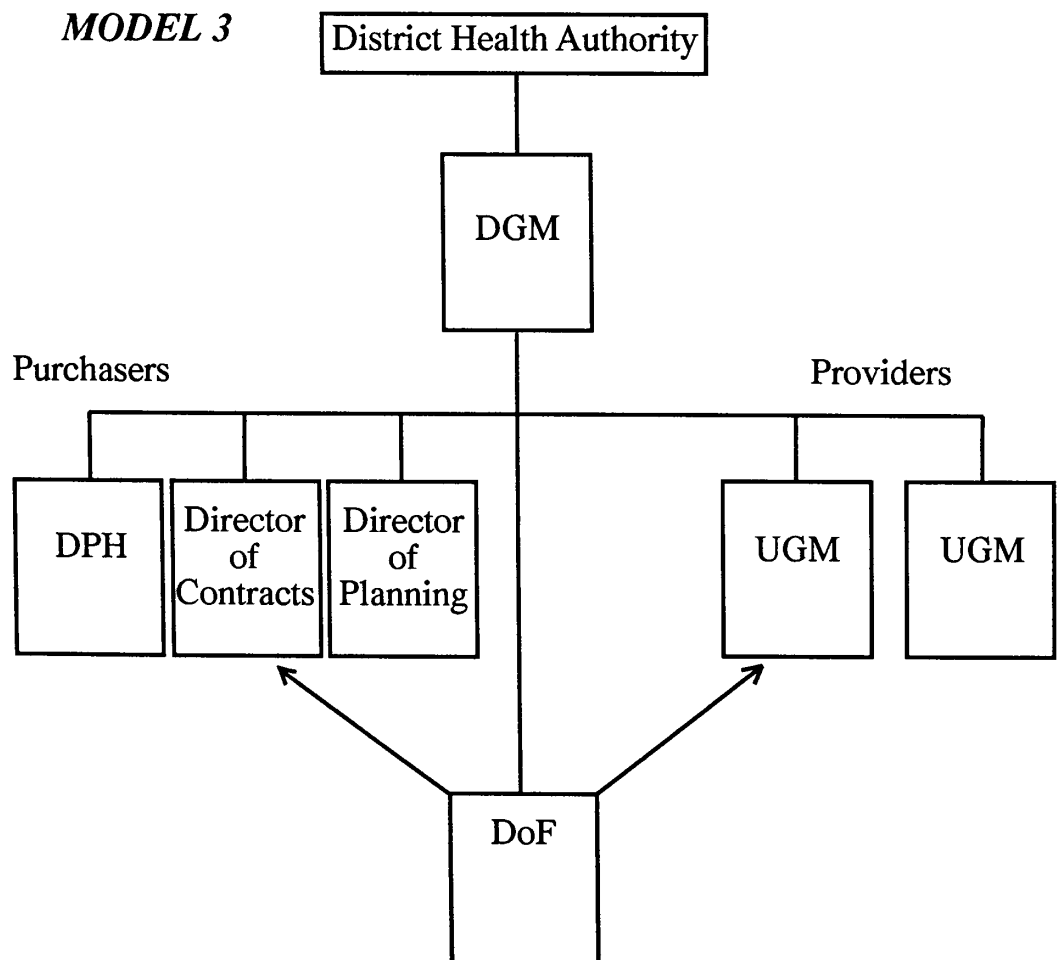 MODEL 3
District Health Authority
DGM
Purchasers
Providers
DPH
Director
of
Contracts
Director
of
Planning
UGM
UGM
DoF